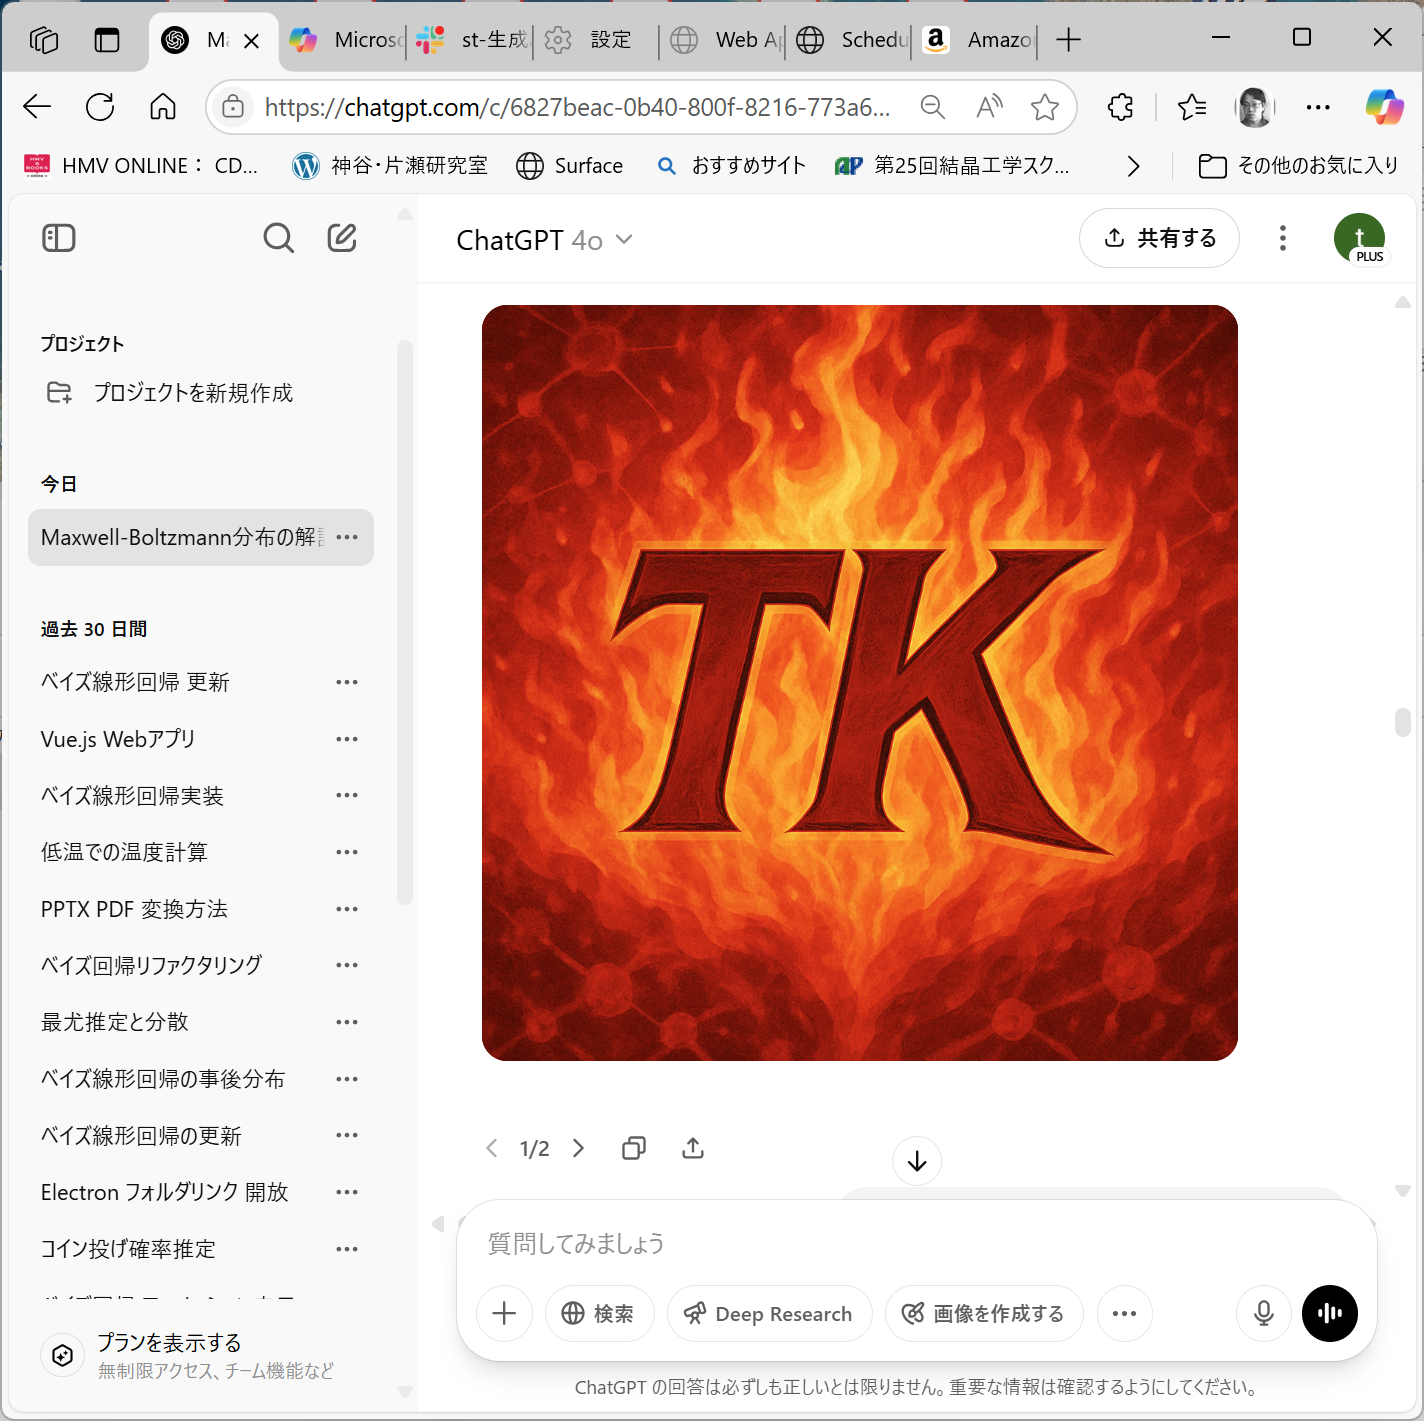 Microso
st-生成
設定
Web Ap
Schedu
Amazo
https://chatgpt.com/c/6827beac-0b40-800f-8216-773a6...
HMV ONLINE： CD...
神谷・片瀬研究室
Surface
おすすめサイト
第25回結晶工学スク...
その他のお気に入り
ChatGPT 4o
共有する
t
PLUS
プロジェクト
プロジェクトを新規作成
今日
Maxwell-Boltzmann分布の解
過去 30 日間
ベイズ線形回帰 更新
Vue.js Webアプリ
ベイズ線形回帰実装
低温での温度計算
PPTX PDF 変換方法
ベイズ回帰リファクタリング
最尤推定と分散
ベイズ線形回帰の事後分布
ベイズ線形回帰の更新
Electron フォルダリンク 開放
コイン投げ確率推定
プランを表示する
無制限アクセス、チーム機能など
TK
1/2
質問してみましょう
検索
Deep Research
画像を作成する
ChatGPT の回答は必ずしも正しいとは限りません。重要な情報は確認するようにしてください。